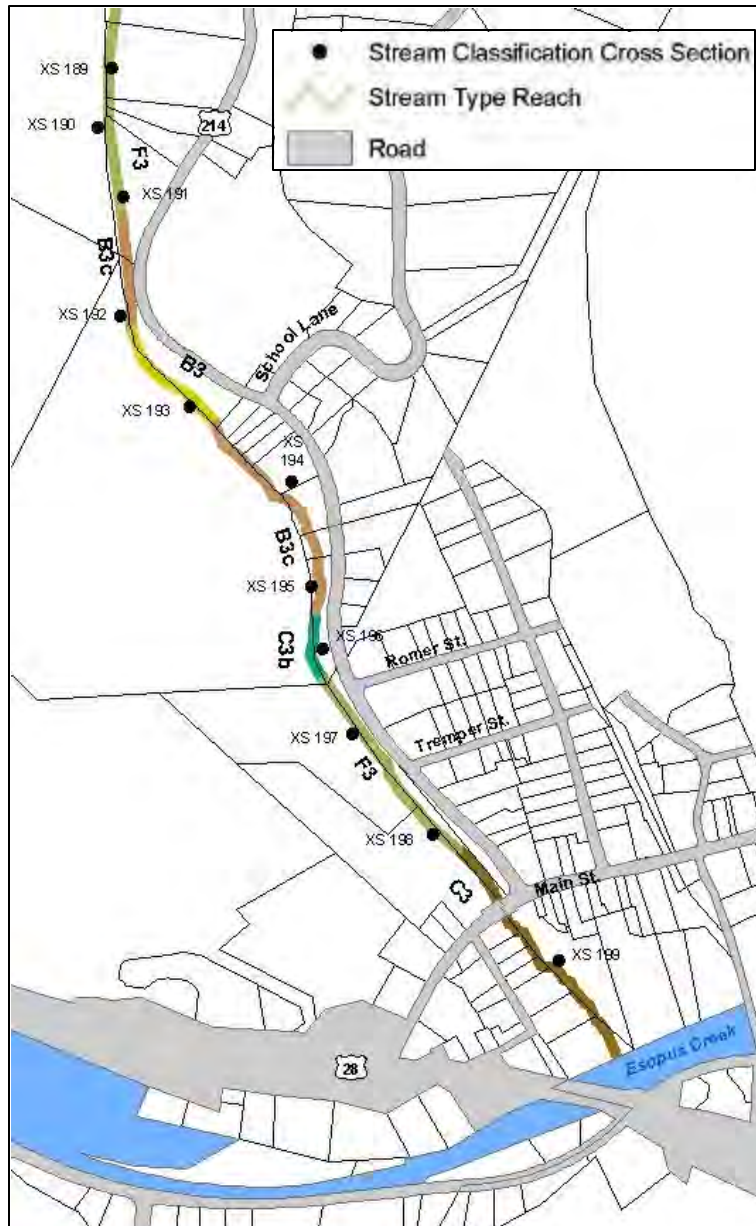 Stream Classification Cross Section
Stream Type Reach
Road
XS 189
214
XS 190
F3
XS 191
B3c
XS 192
School Lane
B3
XS 193
XS
194
B3c
XS 195
C3b
XS 196
Romer St.
XS 197
Tremper St.
F3
XS 198
C3
Main St.
XS 199
Esopus Creek
28